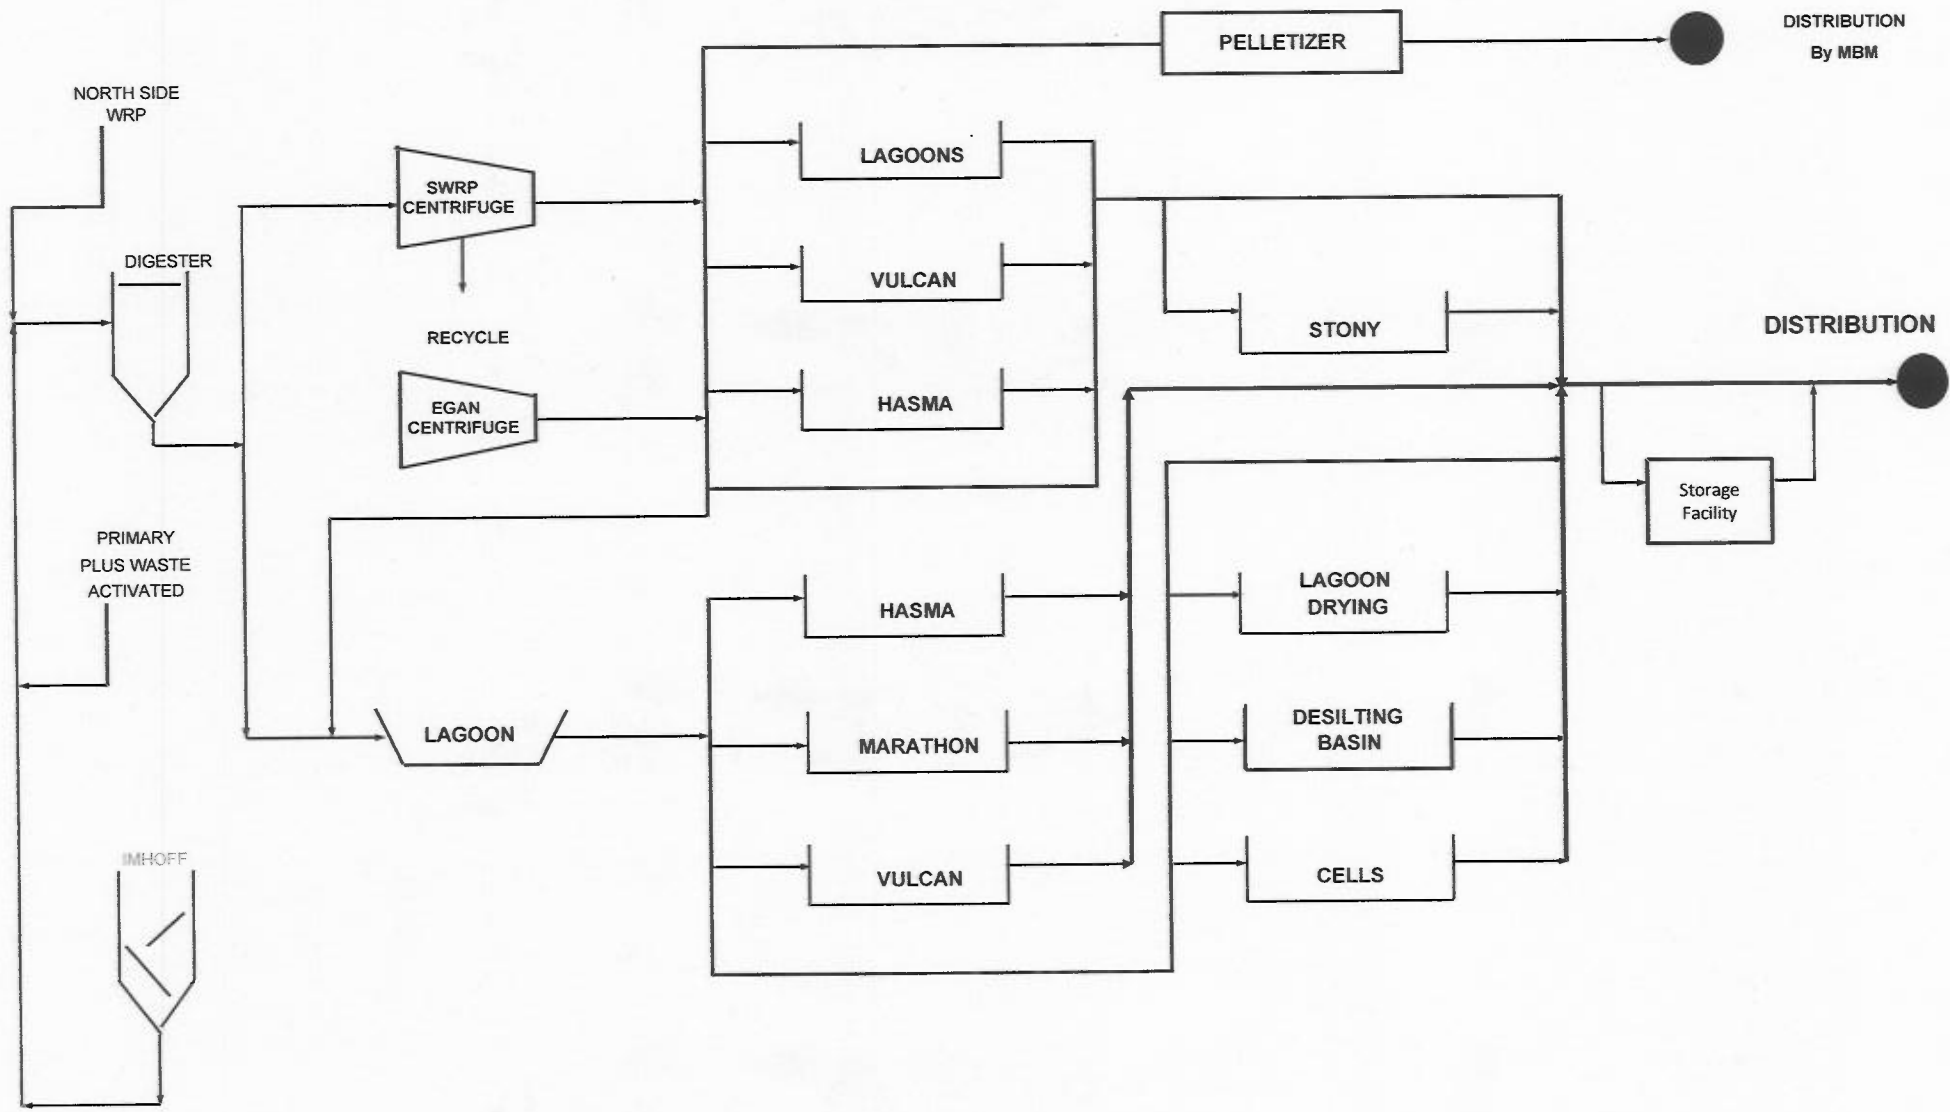 PELLETIZER
DISTRIBUTION
By MBM
NORTH SIDE
WRP
LAGOONS
SWRP
CENTRIFUGE
DIGESTER
VULCAN
RECYCLE
STONY
DISTRIBUTION
EGAN
CENTRIFUGE
HASMA
Storage
Facility
PRIMARY
PLUS WASTE
ACTIVATED
HASMA
LAGOON
DRYING
LAGOON
MARATHON
DESILTING
BASIN
IMHOFF
VULCAN
CELLS